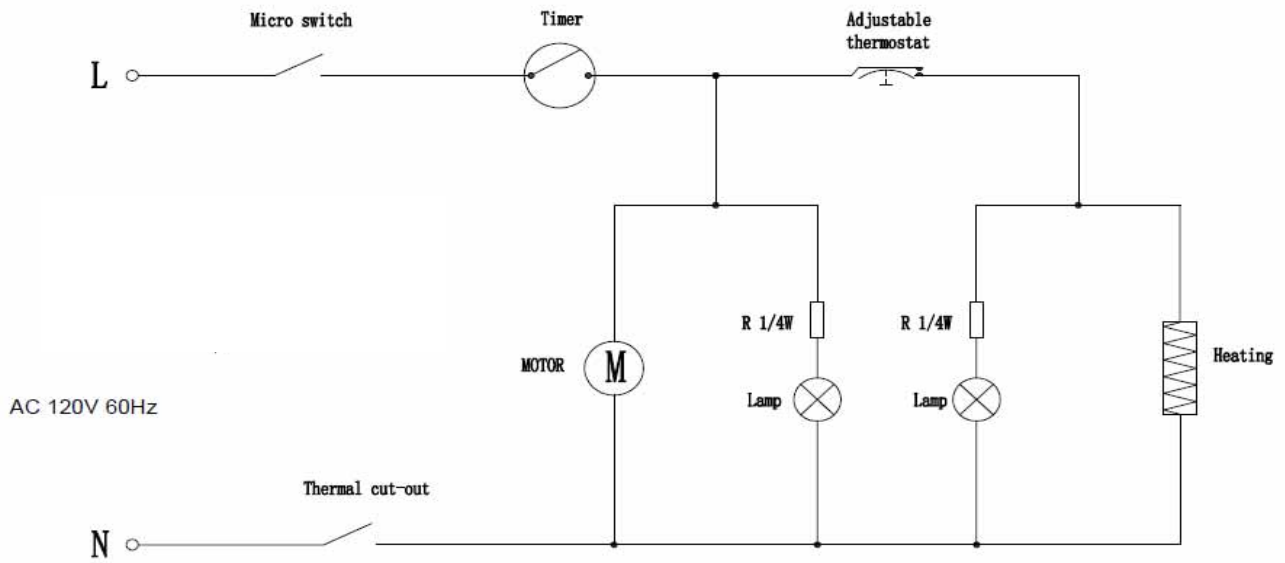 Micro switch
Timer
Adjustable
thermostat
L
R 1/4W
R 1/4W
MOTOR
M
Heating
Lamp
Lamp
AC 120V 60Hz
Thermal cut-out
N